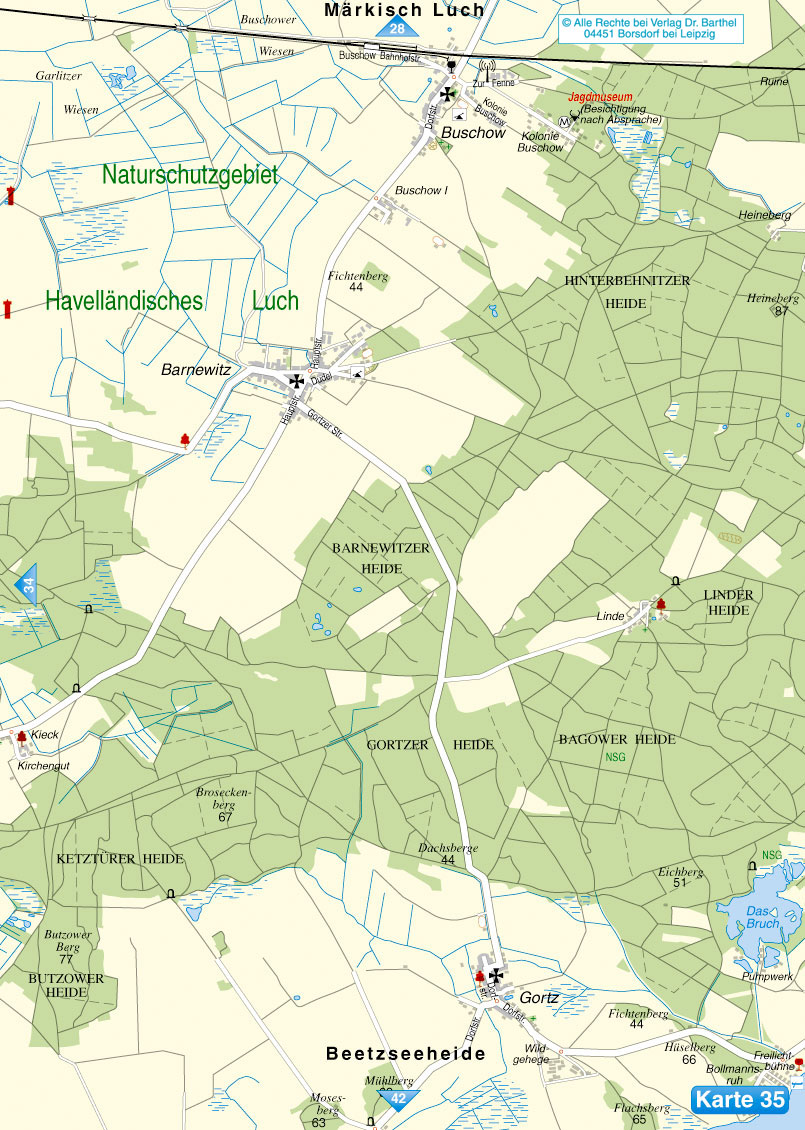 Märkisch Luch
© Alle Rechte bei Verlag Dr. Barthel
04451 Borsdorf bei Leipzig
28
Buschower
Wiesen
Buschow Bahnhofstr.
Garlitzer
Wiesen
Zur Fenne
Ruine
Dorfstr.
Kolonie
Buschow
Jagdmuseum
(Besichtigung
nach Absprache)
M
Buschow
Kolonie
Buschow
Naturschutzgebiet
Buschow I
Heineberg
Fichtenberg
44
HINTERBEHNITZER
HEIDE
Havelländisches Luch
Heineberg
87
Hauptstr.
Barnewitz
Dudel
Hauptstr.
Gortzer Str.
BARNEWITZER
HEIDE
34
LINDER
HEIDE
Linde
Kieck
Kirchengut
GORTZER HEIDE
BAGOWER HEIDE
NSG
Brosecken-
berg
67
Dachsberge
44
KETZTÜRER HEIDE
NSG
Eichberg
51
Das
Bruch
Butzower
Berg
77
BUTZOWER
HEIDE
Pumpwerk
Dorf-
str.
Gortz
Dorfstr.
Dorfstr.
Fichtenberg
44
Beetzseeheide
Wild-
gehege
Hüselberg
66
Freilicht-
bühne
Bollmanns-
ruh
Mühlberg
42
Moses-
berg
63
Flachsberg
65
Karte 35